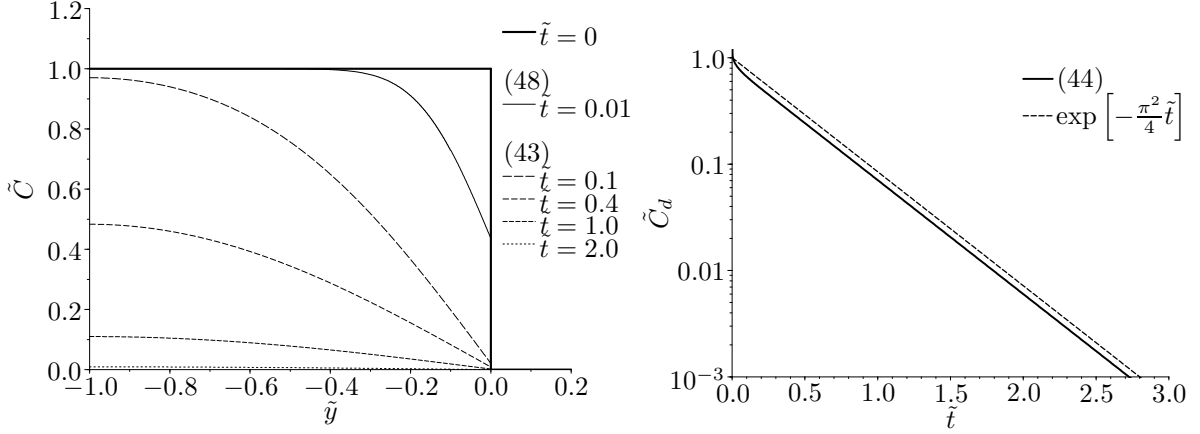 1.2
1.0
0.8
0.6
0.4
0.2
0.0
C̃
−1.0 −0.8 −0.6 −0.4 −0.2 0.0 0.2
ỹ
t̃ = 0
(48)
t̃ = 0.01
(43)
t̃ = 0.1
t̃ = 0.4
t̃ = 1.0
t̃ = 2.0
1.0
0.1
0.01
10⁻³
C̃_d
0.0 0.5 1.0 1.5 2.0 2.5 3.0
t̃
(44)
exp [−π²/4 t̃]